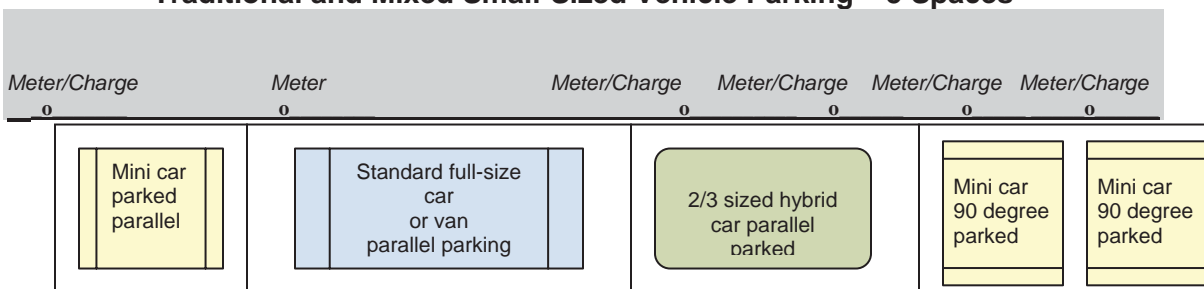 Traditional and Mixed Small Sized Vehicle Parking – 5 Spaces
Meter/Charge Meter Meter/Charge Meter/Charge Meter/Charge Meter/Charge
o o o o o o
Mini car
parked
parallel
Standard full-size
car
or van
parallel parking
2/3 sized hybrid
car parallel
parked
Mini car
90 degree
parked
Mini car
90 degree
parked